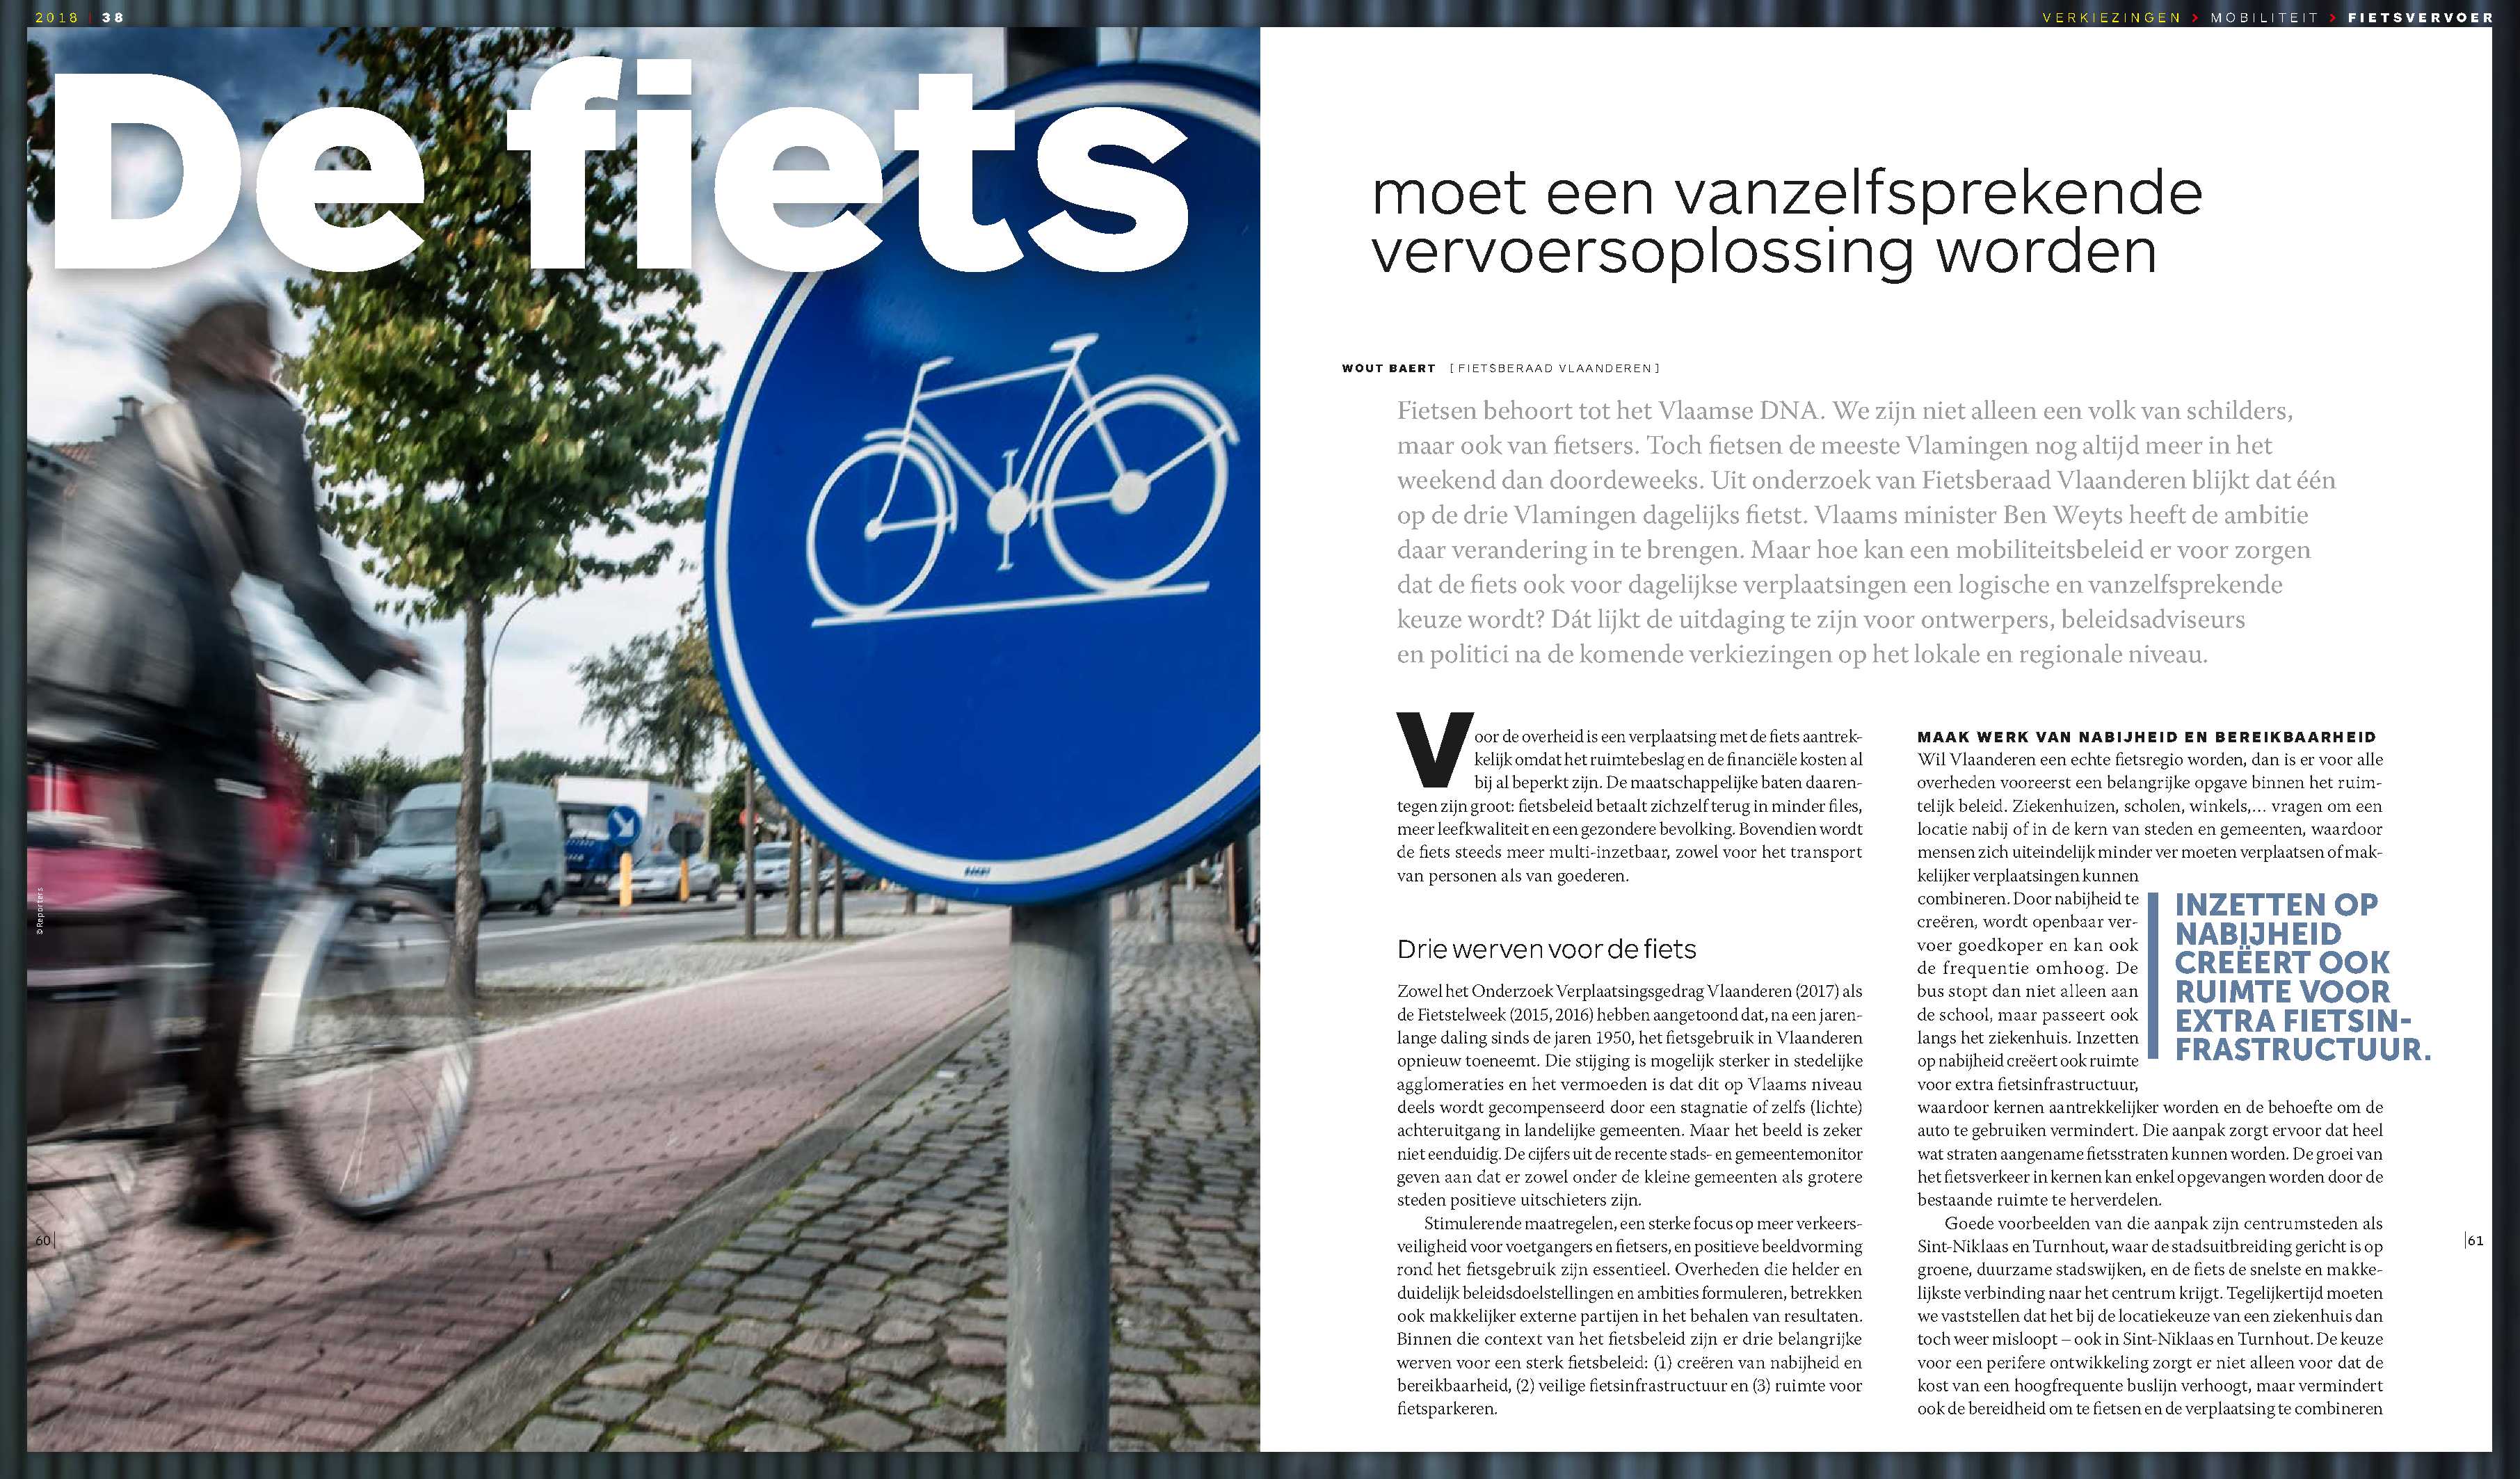 2018 | 38
VERKIEZINGEN > MOBILITEIT > FIETSVERVOER
De fiets
moet een vanzelfsprekende
vervoersoplossing worden
WOUT BAERT [ FIETSBERAAD VLAANDEREN ]
Fietsen behoort tot het Vlaamse DNA. We zijn niet alleen een volk van schilders,
maar ook van fietsers. Toch fietsen de meeste Vlamingen nog altijd meer in het
weekend dan doordeweeks. Uit onderzoek van Fietsberaad Vlaanderen blijkt dat één
op de drie Vlamingen dagelijks fietst. Vlaams minister Ben Weyts heeft de ambitie
daar verandering in te brengen. Maar hoe kan een mobiliteitsbeleid er voor zorgen
dat de fiets ook voor dagelijkse verplaatsingen een logische en vanzelfsprekende
keuze wordt? Dát lijkt de uitdaging te zijn voor ontwerpers, beleidsadviseurs
en politici na de komende verkiezingen op het lokale en regionale niveau.
Voor de overheid is een verplaatsing met de fiets aantrek-
kelijk omdat het ruimtebeslag en de financiële kosten al
bij al beperkt zijn. De maatschappelijke baten daaren-
tegen zijn groot: fietsbeleid betaalt zichzelf terug in minder files,
meer leefkwaliteit en een gezondere bevolking. Bovendien wordt
de fiets steeds meer multi-inzetbaar, zowel voor het transport
van personen als van goederen.
Drie werven voor de fiets
Zowel het Onderzoek Verplaatsingsgedrag Vlaanderen (2017) als
de Fietstelweek (2015, 2016) hebben aangetoond dat, na een jaren-
lange daling sinds de jaren 1950, het fietsgebruik in Vlaanderen
opnieuw toeneemt. Die stijging is mogelijk sterker in stedelijke
agglomeraties en het vermoeden is dat dit op Vlaams niveau
deels wordt gecompenseerd door een stagnatie of zelfs (lichte)
achteruitgang in landelijke gemeenten. Maar het beeld is zeker
niet eenduidig. De cijfers uit de recente stads- en gemeentemonitor
geven aan dat er zowel onder de kleine gemeenten als grotere
steden positieve uitschieters zijn.
Stimulerende maatregelen, een sterke focus op meer verkeers-
veiligheid voor voetgangers en fietsers, en positieve beeldvorming
rond het fietsgebruik zijn essentieel. Overheden die helder en
duidelijk beleidsdoelstellingen en ambities formuleren, betrekken
ook makkelijker externe partijen in het behalen van resultaten.
Binnen die context van het fietsbeleid zijn er drie belangrijke
werven voor een sterk fietsbeleid: (1) creëren van nabijheid en
bereikbaarheid, (2) veilige fietsinfrastructuur en (3) ruimte voor
fietsparkeren.
MAAK WERK VAN NABIJHEID EN BEREIKBAARHEID
Wil Vlaanderen een echte fietsregio worden, dan is er voor alle
overheden vooreerst een belangrijke opgave binnen het ruim-
telijk beleid. Ziekenhuizen, scholen, winkels,... vragen om een
locatie nabij of in de kern van steden en gemeenten, waardoor
mensen zich uiteindelijk minder ver moeten verplaatsen of mak-
kelijker verplaatsingen kunnen
combineren. Door nabijheid te
creëren, wordt openbaar ver-
voer goedkoper en kan ook
de frequentie omhoog. De
bus stopt dan niet alleen aan
de school, maar passeert ook
langs het ziekenhuis. Inzetten
op nabijheid creëert ook ruimte
voor extra fietsinfrastructuur,
waardoor kernen aantrekkelijker worden en de behoefte om de
auto te gebruiken vermindert. Die aanpak zorgt ervoor dat heel
wat straten aangename fietsstraten kunnen worden. De groei van
het fietsverkeer in kernen kan enkel opgevangen worden door de
bestaande ruimte te herverdelen.
Goede voorbeelden van die aanpak zijn centrumsteden als
Sint-Niklaas en Turnhout, waar de stadsuitbreiding gericht is op
groene, duurzame stadswijken, en de fiets de snelste en makke-
lijkste verbinding naar het centrum krijgt. Tegelijkertijd moeten
we vaststellen dat het bij de locatiekeuze van een ziekenhuis dan
toch weer misloopt – ook in Sint-Niklaas en Turnhout. De keuze
voor een perifere ontwikkeling zorgt er niet alleen voor dat de
kost van een hoogfrequente buslijn verhoogt, maar vermindert
ook de bereidheid om te fietsen en de verplaatsing te combineren
INZETTEN OP
NABIJHEID
CREËERT OOK
RUIMTE VOOR
EXTRA FIETSIN-
FRASTRUCTUUR.
© Reporters
60|
|61